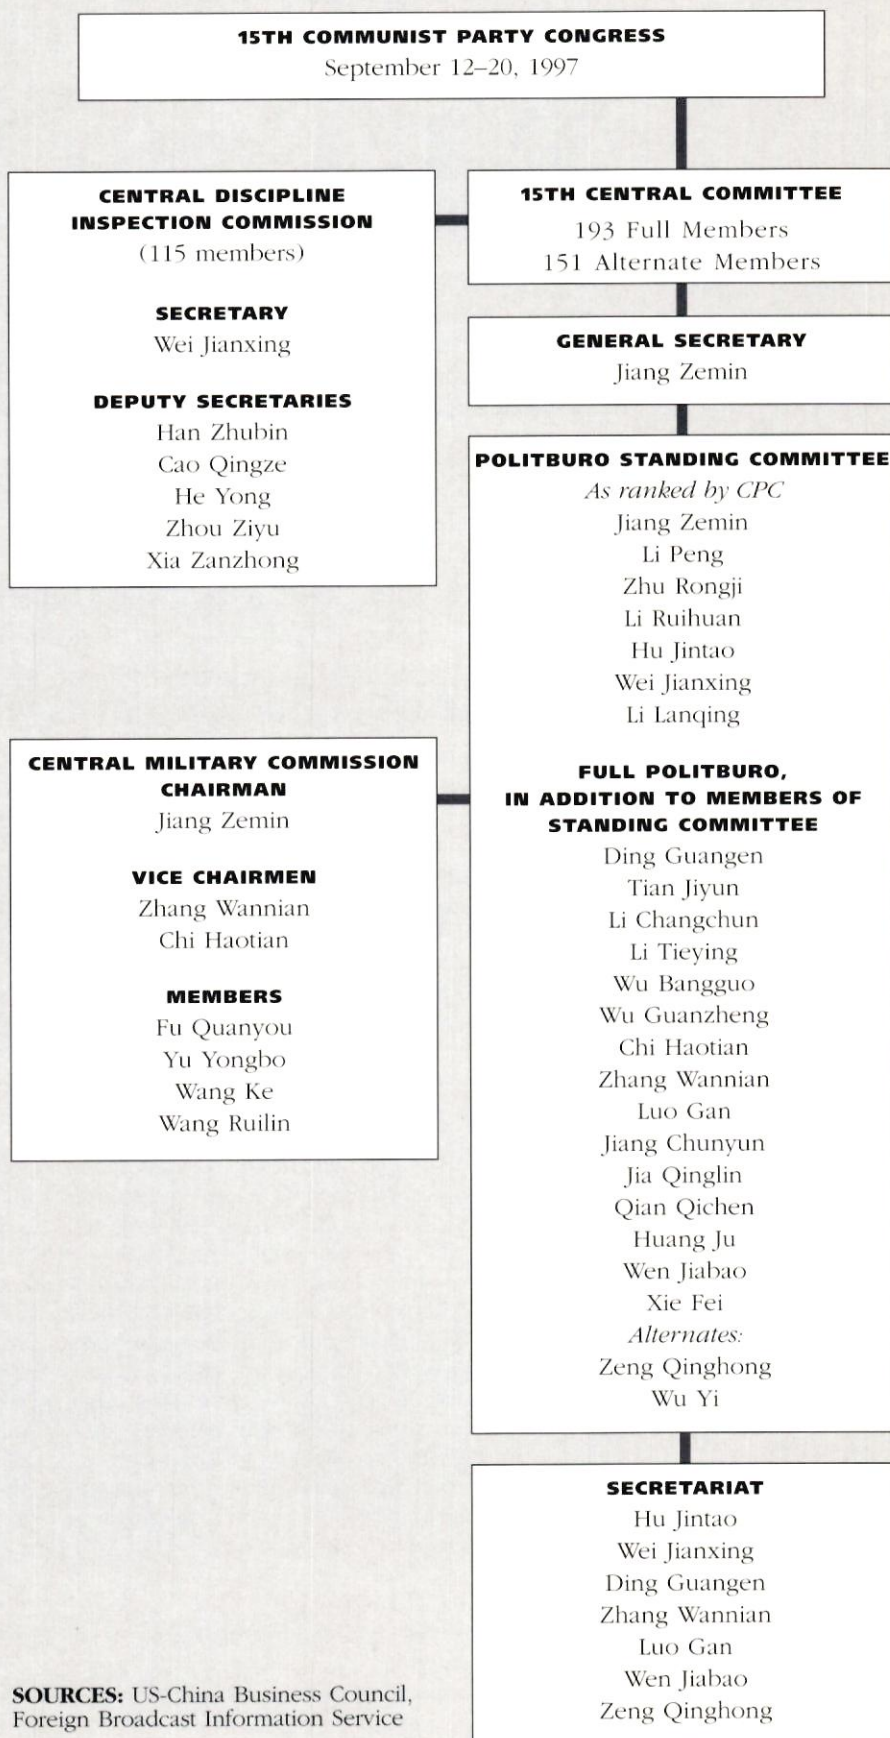 15TH COMMUNIST PARTY CONGRESS
September 12–20, 1997
CENTRAL DISCIPLINE
INSPECTION COMMISSION
(115 members)
SECRETARY
Wei Jianxing
DEPUTY SECRETARIES
Han Zhubin
Cao Qingze
He Yong
Zhou Ziyu
Xia Zanzhong
15TH CENTRAL COMMITTEE
193 Full Members
151 Alternate Members
GENERAL SECRETARY
Jiang Zemin
POLITBURO STANDING COMMITTEE
As ranked by CPC
Jiang Zemin
Li Peng
Zhu Rongji
Li Ruihuan
Hu Jintao
Wei Jianxing
Li Lanqing
CENTRAL MILITARY COMMISSION
CHAIRMAN
Jiang Zemin
VICE CHAIRMEN
Zhang Wannian
Chi Haotian
MEMBERS
Fu Quanyou
Yu Yongbo
Wang Ke
Wang Ruilin
FULL POLITBURO,
IN ADDITION TO MEMBERS OF
STANDING COMMITTEE
Ding Guangen
Tian Jiyun
Li Changchun
Li Tieying
Wu Bangguo
Wu Guanzheng
Chi Haotian
Zhang Wannian
Luo Gan
Jiang Chunyun
Jia Qinglin
Qian Qichen
Huang Ju
Wen Jiabao
Xie Fei
Alternates:
Zeng Qinghong
Wu Yi
SECRETARIAT
Hu Jintao
Wei Jianxing
Ding Guangen
Zhang Wannian
Luo Gan
Wen Jiabao
Zeng Qinghong
SOURCES: US-China Business Council,
Foreign Broadcast Information Service